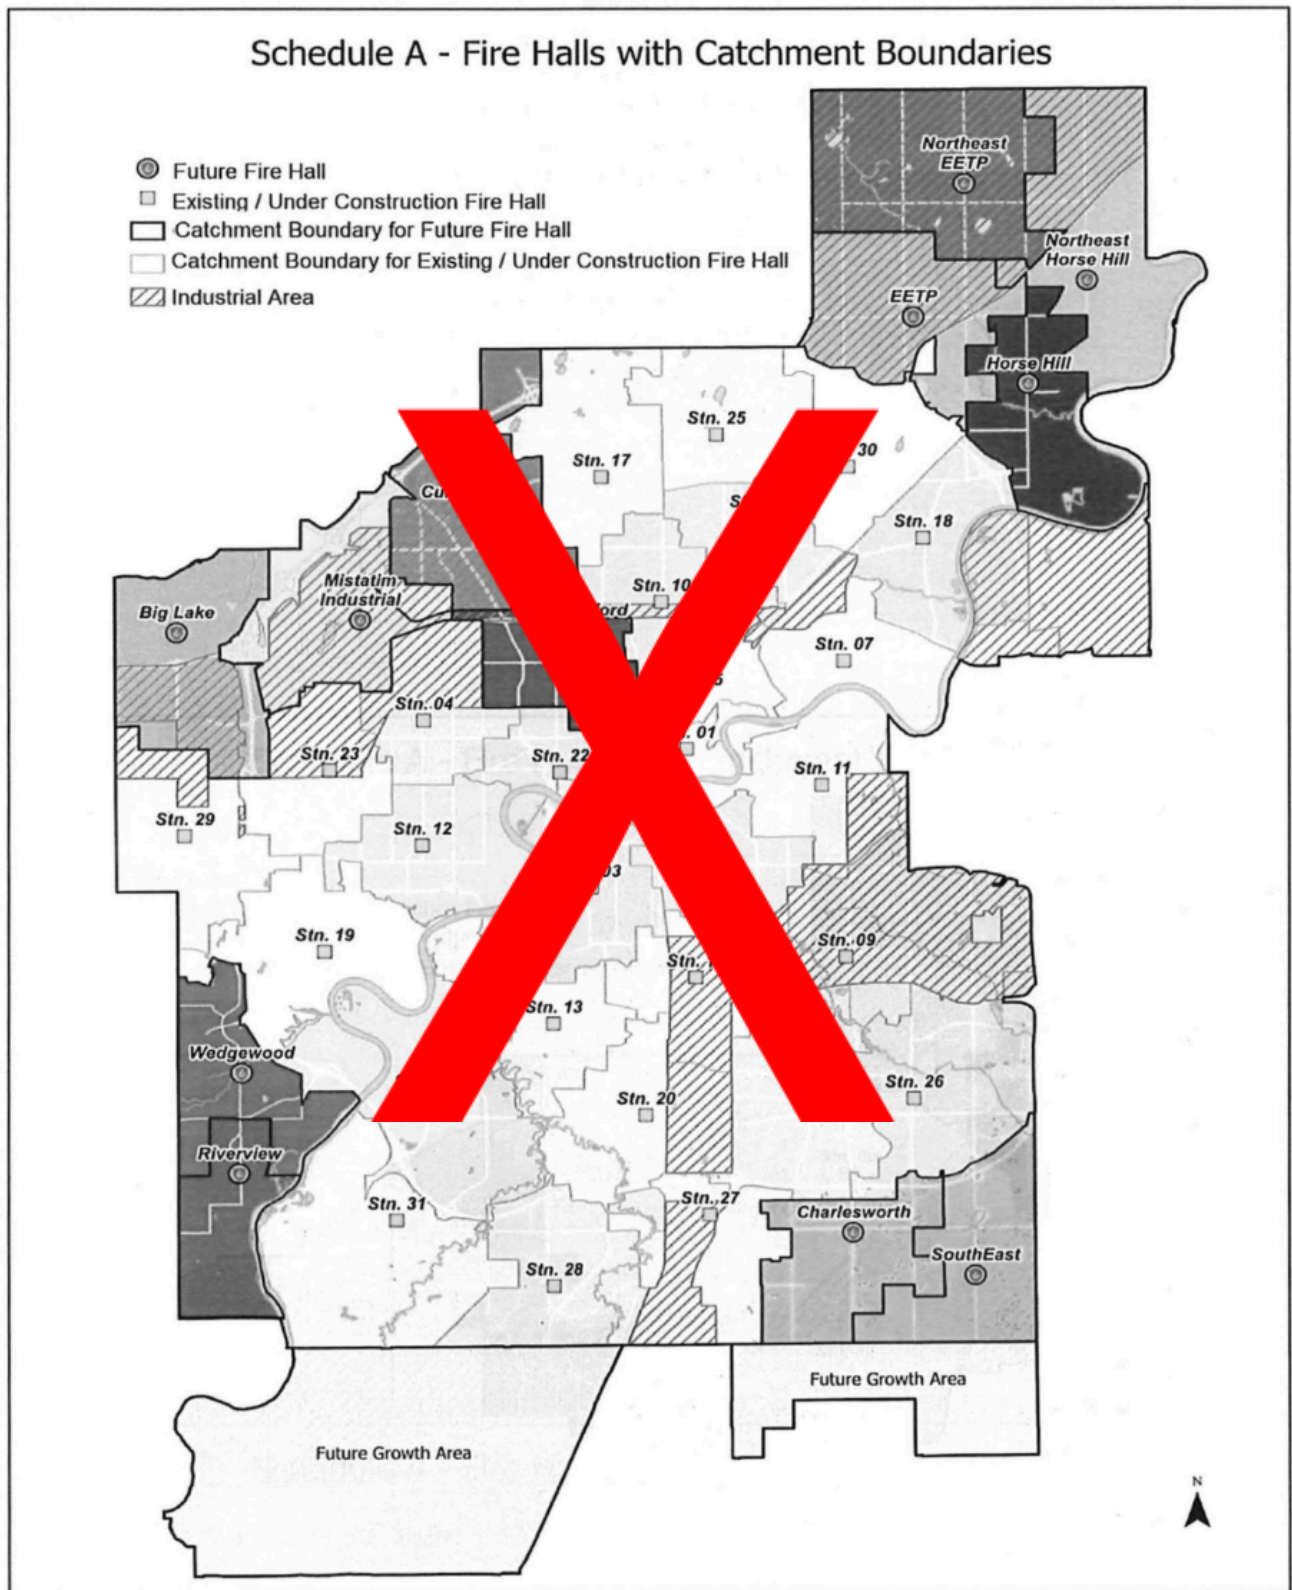 Schedule A - Fire Halls with Catchment Boundaries
Future Fire Hall
Existing / Under Construction Fire Hall
Catchment Boundary for Future Fire Hall
Catchment Boundary for Existing / Under Construction Fire Hall
Industrial Area
Northeast
EETP
Northeast
Horse Hill
EETP
Horse Hill
Stn. 25
Stn. 17
30
Stn. 18
Mistatim
Industrial
Stn. 10
Big Lake
Stn. 07
Stn. 04
01
Stn. 23
Stn. 22
Stn. 11
Stn. 29
Stn. 12
03
Stn. 19
Stn. 09
Stn.
Stn. 13
Wedgewood
Stn. 26
Stn. 20
Riverview
Stn. 31
Stn. 27
Charlesworth
SouthEast
Stn. 28
Future Growth Area
Future Growth Area
N